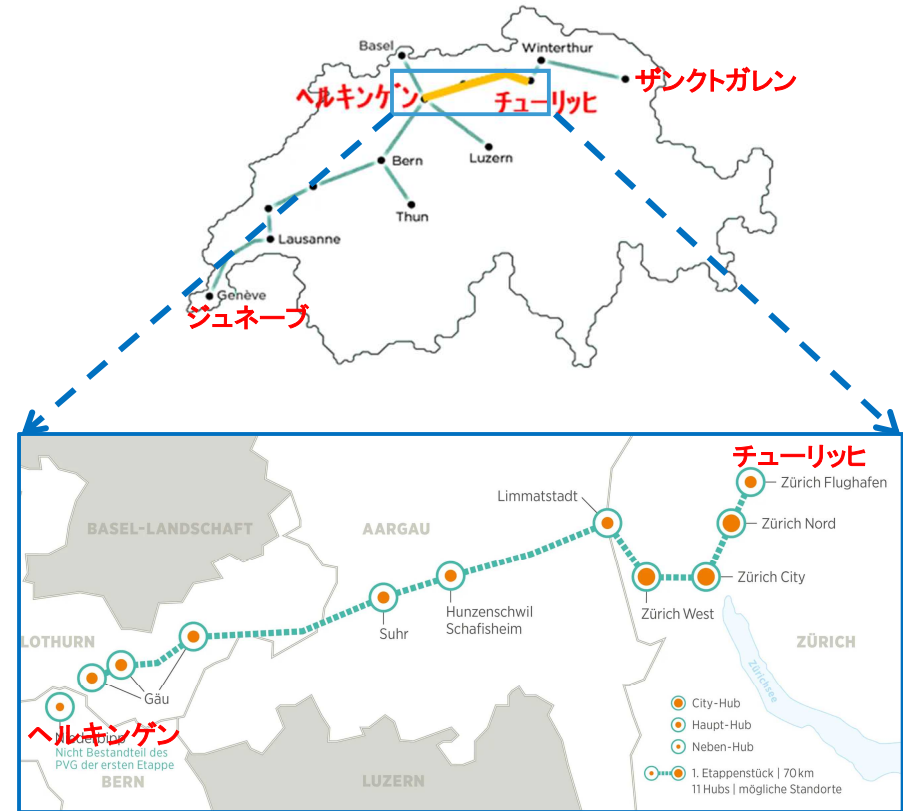 Basel
Winterthur
ザンクトガレン
ヘルキンゲン
チューリッヒ
Bern
Luzern
Thun
Lausanne
Genève
ジュネーブ
チューリッヒ
Zürich Flughafen
Limmatstadt
BASEL-LANDSCHAFT
AARGAU
Zürich Nord
Zürich City
Zürich West
Hunzenschwil
Schafisheim
Suhr
LOTHURN
ZÜRICH
Zürichsee
Gäu
City-Hub
Haupt-Hub
Neben-Hub
ヘルキンゲン
Niederbipp
Nicht Bestandteil des
PVG der ersten Etappe
BERN
LUZERN
1. Etappenstück | 70 km
11 Hubs | mögliche Standorte